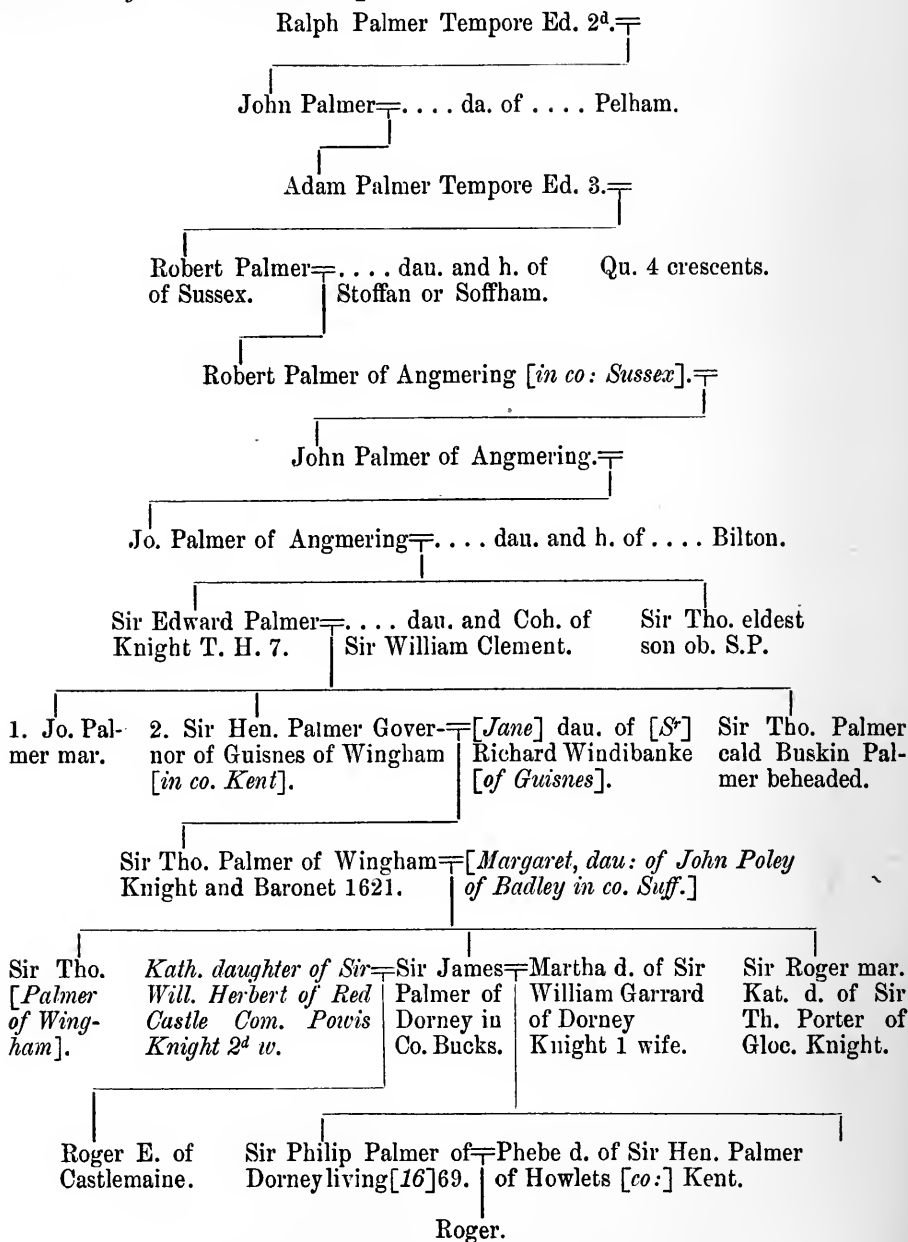 Ralph Palmer Tempore Ed. 2d.
John Palmer=. . . . da. of . . . . Pelham.
Adam Palmer Tempore Ed. 3.
Robert Palmer=. . . . dau. and h. of Qu. 4 crescents.
of Sussex. Stoffan or Soffham.
Robert Palmer of Angmering [in co: Sussex].
John Palmer of Angmering.
Jo. Palmer of Angmering=. . . . dau. and h. of . . . . Bilton.
Sir Edward Palmer=. . . . dau. and Coh. of Sir Tho. eldest
Knight T. H. 7. Sir William Clement. son ob. S.P.
1. Jo. Pal- 2. Sir Hen. Palmer Gover-=[Jane] dau. of [Sr] Sir Tho. Palmer
mer mar. nor of Guisnes of Wingham Richard Windibanke cald Buskin Pal-
[in co. Kent]. [of Guisnes]. mer beheaded.
Sir Tho. Palmer of Wingham=[Margaret, dau: of John Poley
Knight and Baronet 1621. of Badley in co. Suff.]
Sir Tho. Kath. daughter of Sir=Sir James=Martha d. of Sir Sir Roger mar.
[Palmer Will. Herbert of Red Palmer of William Garrard Kat. d. of Sir
of Wing- Castle Com. Powis Dorney in of Dorney Th. Porter of
ham]. Knight 2d w. Co. Bucks. Knight 1 wife. Gloc. Knight.
Roger E. of Sir Philip Palmer of=Phebe d. of Sir Hen. Palmer
Castlemaine. Dorney living [16]69. of Howlets [co:] Kent.
Roger.